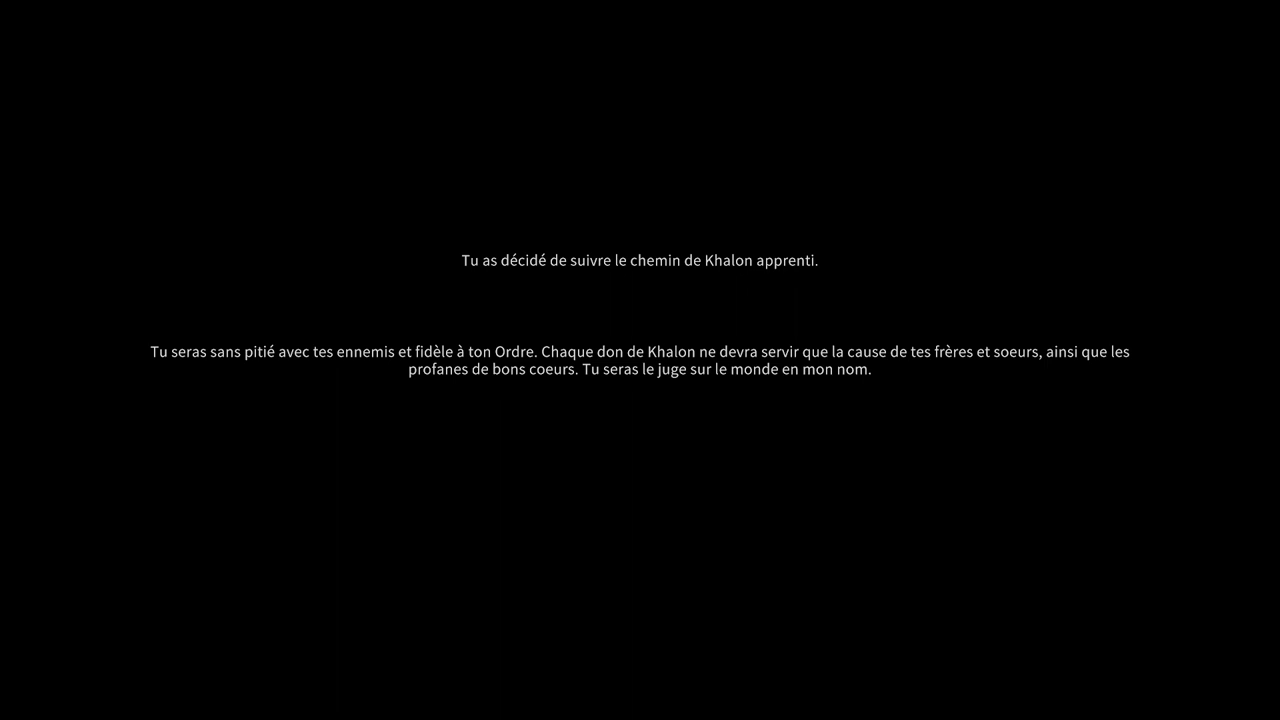 Tu as décidé de suivre le chemin de Khalon apprenti.
Tu seras sans pitié avec tes ennemis et fidèle à ton Ordre. Chaque don de Khalon ne devra servir que la cause de tes frères et soeurs, ainsi que les
profanes de bons coeurs. Tu seras le juge sur le monde en mon nom.